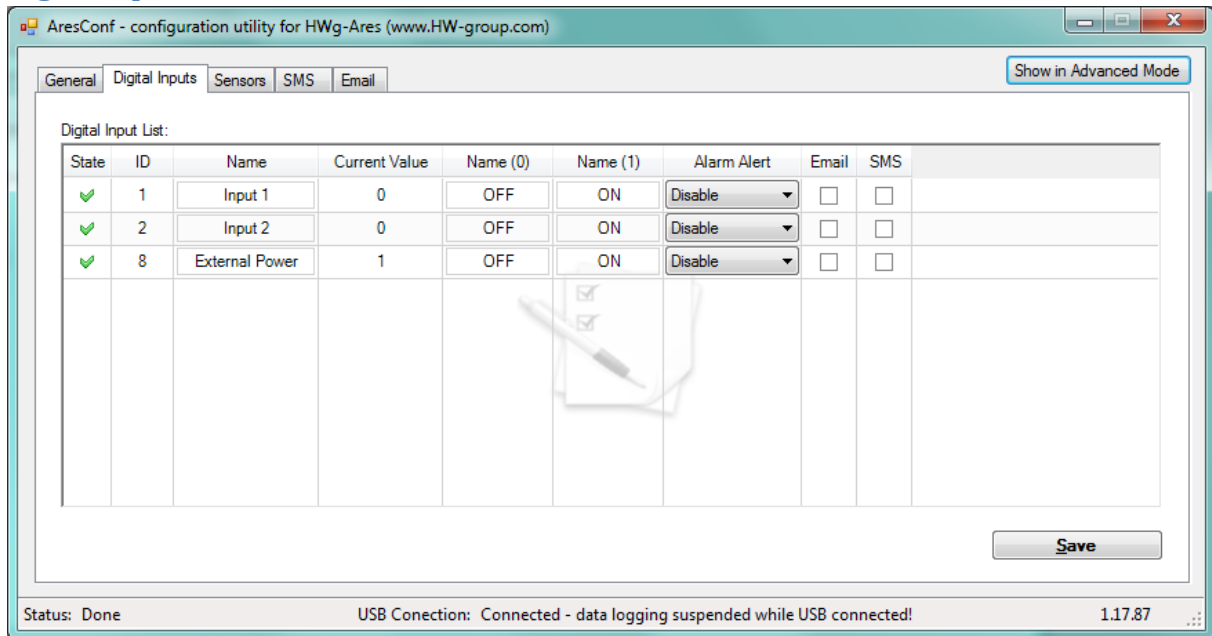 AresConf - configuration utility for HWg-Ares (www.HW-group.com)
General Digital Inputs Sensors SMS Email Show in Advanced Mode
Digital Input List:
State ID Name Current Value Name (0) Name (1) Alarm Alert Email SMS
1 Input 1 0 OFF ON Disable
2 Input 2 0 OFF ON Disable
8 External Power 1 OFF ON Disable
Save
Status: Done USB Conection: Connected - data logging suspended while USB connected! 1.17.87